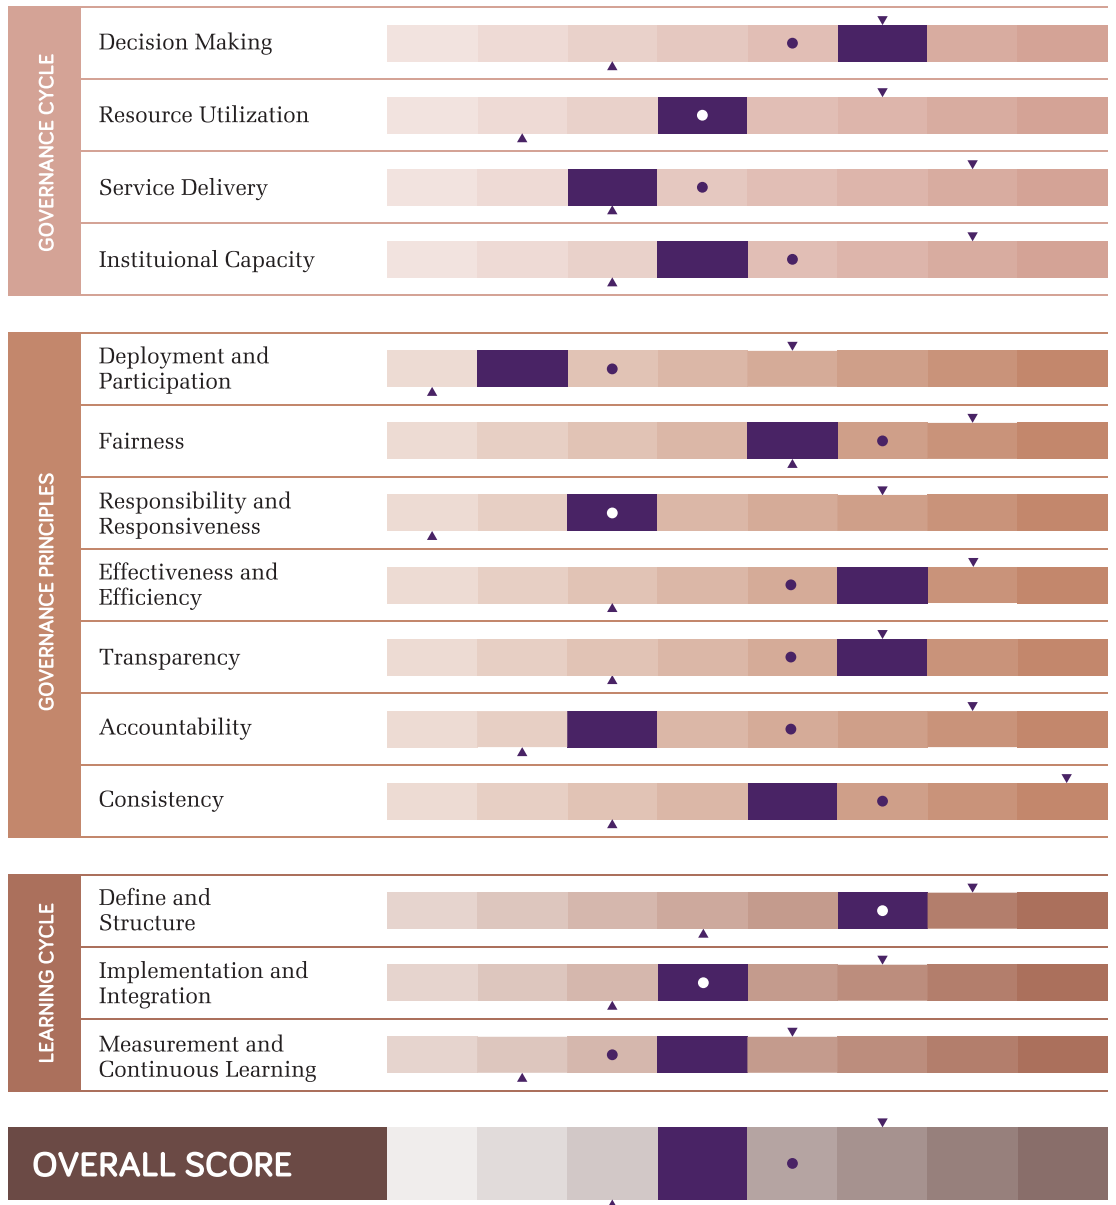 GOVERNANCE CYCLE
Decision Making
Resource Utilization
Service Delivery
Instituional Capacity
GOVERNANCE PRINCIPLES
Deployment and
Participation
Fairness
Responsibility and
Responsiveness
Effectiveness and
Efficiency
Transparency
Accountability
Consistency
LEARNING CYCLE
Define and
Structure
Implementation and
Integration
Measurement and
Continuous Learning
OVERALL SCORE